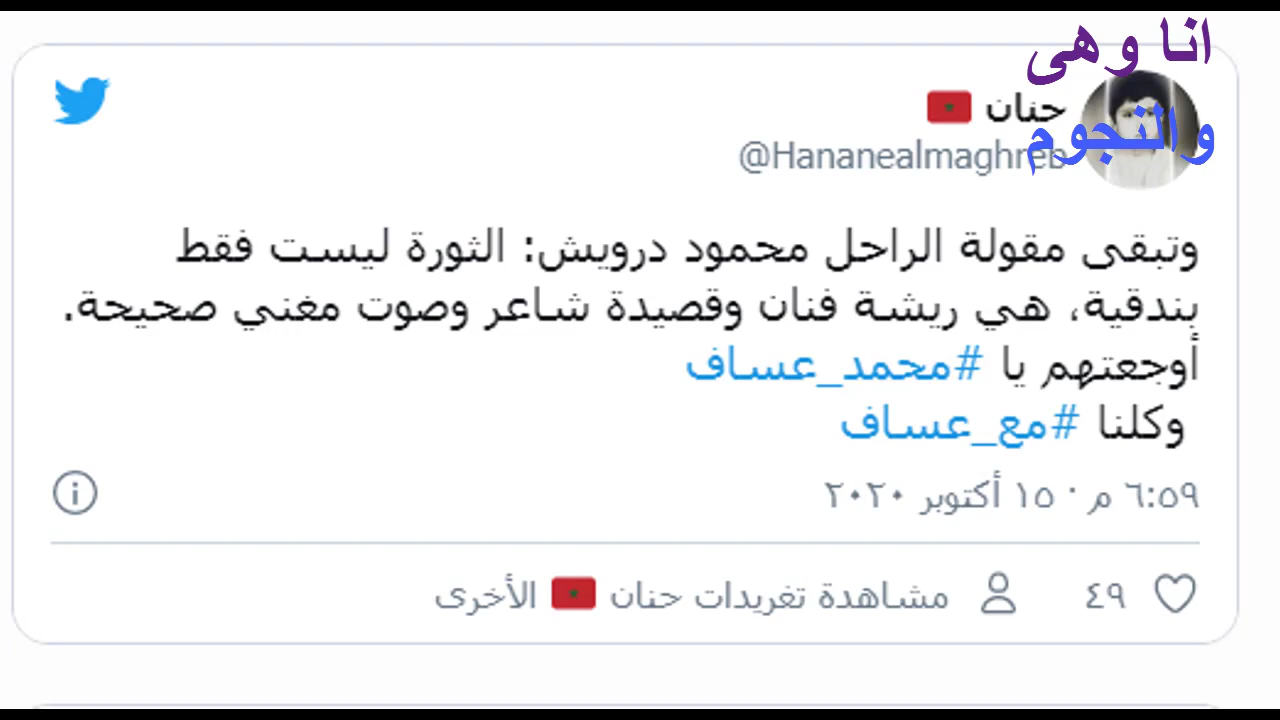 انا وهى
والنجوم
حنان
@Hananealmaghreb
وتبقى مقولة الراحل محمود درويش: الثورة ليست فقط
بندقية، هي ريشة فنان وقصيدة شاعر وصوت مغني صحيحة.
أوجعتهم يا #محمد_عساف
وكلنا #مع_عساف
٦:٥٩ م · ١٥ أكتوبر ٢٠٢٠
٤٩ مشاهدة تغريدات حنان الأخرى